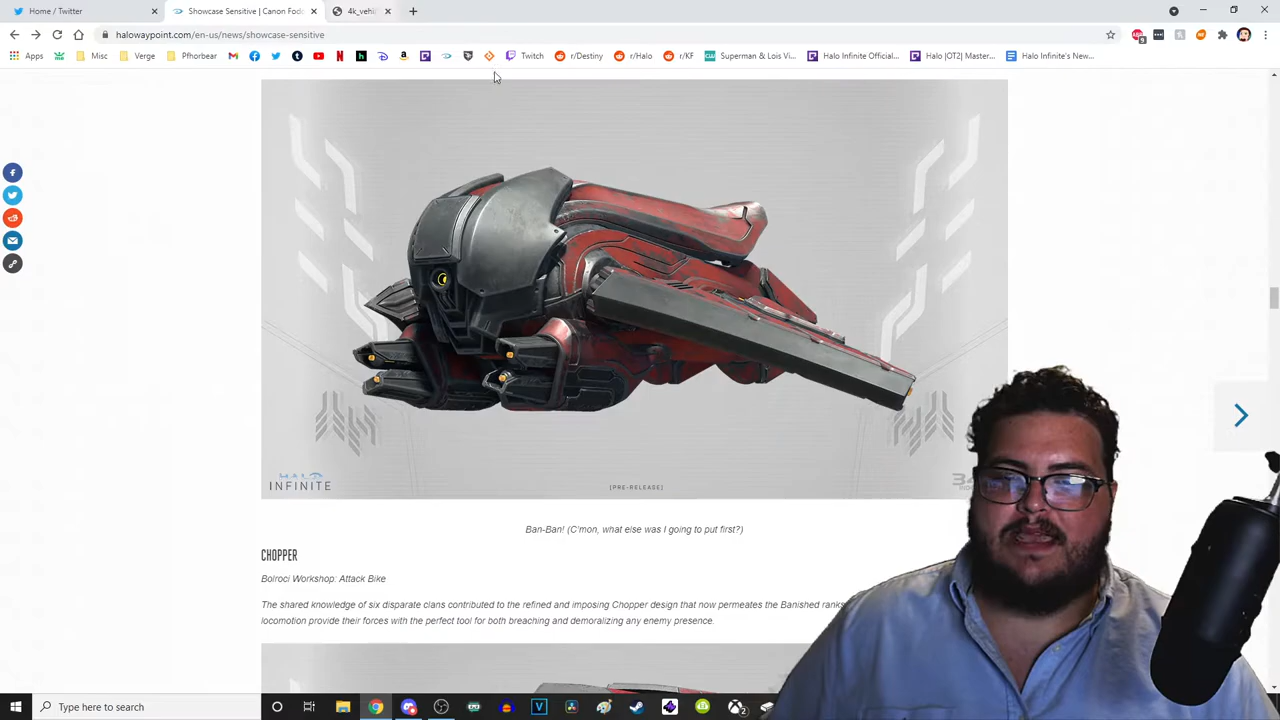 Home / Twitter
Showcase Sensitive | Canon Fodd
4k_vehi
halowaypoint.com/en-us/news/showcase-sensitive
Apps
Misc
Verge
Pfhorbear
Twitch
r/Destiny
r/Halo
r/KF
Superman & Lois Vi...
Halo Infinite Official...
Halo |OT2| Master...
Halo Infinite's New...
HALO
INFINITE
[PRE-RELEASE]
34
Ban-Ban! (C'mon, what else was I going to put first?)
CHOPPER
Boiroci Workshop: Attack Bike
The shared knowledge of six disparate clans contributed to the refined and imposing Chopper design that now permeates the Banished ranks
locomotion provide their forces with the perfect tool for both breaching and demoralizing any enemy presence.
Type here to search